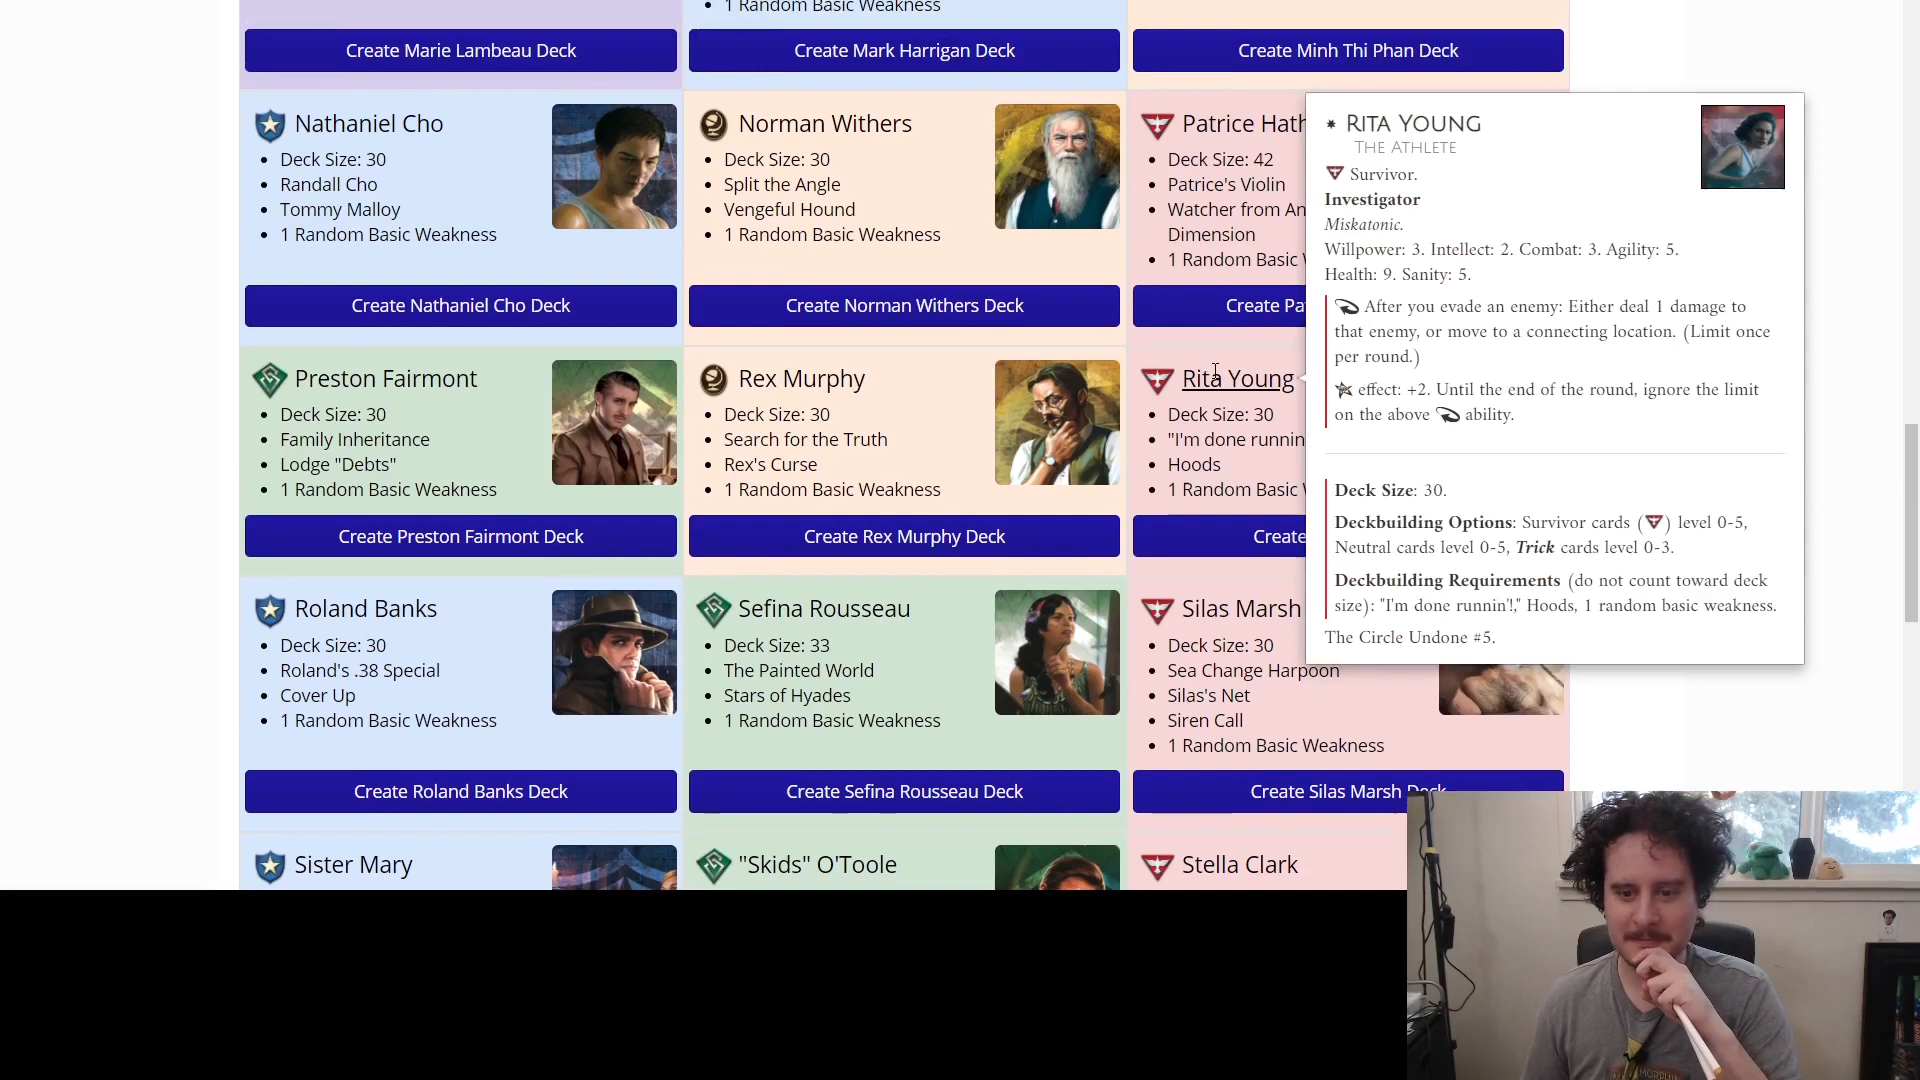 1 Random Basic Weakness
Create Marie Lambeau Deck
Create Mark Harrigan Deck
Create Minh Thi Phan Deck
Nathaniel Cho
Deck Size: 30
Randall Cho
Tommy Malloy
1 Random Basic Weakness
Create Nathaniel Cho Deck
Norman Withers
Deck Size: 30
Split the Angle
Vengeful Hound
1 Random Basic Weakness
Create Norman Withers Deck
Patrice Hath
Deck Size: 42
Patrice's Violin
Watcher from An
Dimension
1 Random Basic
Create Pa
Preston Fairmont
Deck Size: 30
Family Inheritance
Lodge "Debts"
1 Random Basic Weakness
Create Preston Fairmont Deck
Rex Murphy
Deck Size: 30
Search for the Truth
Rex's Curse
1 Random Basic Weakness
Create Rex Murphy Deck
Rita Young
Deck Size: 30
"I'm done runnin
Hoods
1 Random Basic
Create
Roland Banks
Deck Size: 30
Roland's .38 Special
Cover Up
1 Random Basic Weakness
Create Roland Banks Deck
Sefina Rousseau
Deck Size: 33
The Painted World
Stars of Hyades
1 Random Basic Weakness
Create Sefina Rousseau Deck
Silas Marsh
Deck Size: 30
Sea Change Harpoon
Silas's Net
Siren Call
1 Random Basic Weakness
Create Silas Marsh Deck
Sister Mary
"Skids" O'Toole
Stella Clark
RITA YOUNG
THE ATHLETE
Survivor.
Investigator
Miskatonic.
Willpower: 3. Intellect: 2. Combat: 3. Agility: 5.
Health: 9. Sanity: 5.
After you evade an enemy: Either deal 1 damage to
that enemy, or move to a connecting location. (Limit once
per round.)
effect: +2. Until the end of the round, ignore the limit
on the above ability.
Deck Size: 30.
Deckbuilding Options: Survivor cards ( ) level 0-5,
Neutral cards level 0-5, Trick cards level 0-3.
Deckbuilding Requirements (do not count toward deck
size): "I'm done runnin'!," Hoods, 1 random basic weakness.
The Circle Undone #5.